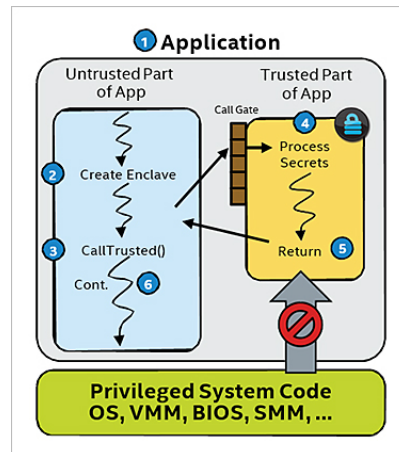 1 Application
Untrusted Part
of App
Trusted Part
of App
Call Gate
4
Process
Secrets
2 Create Enclave
3 CallTrusted()
Return 5
Cont. 6
Privileged System Code
OS, VMM, BIOS, SMM, ...